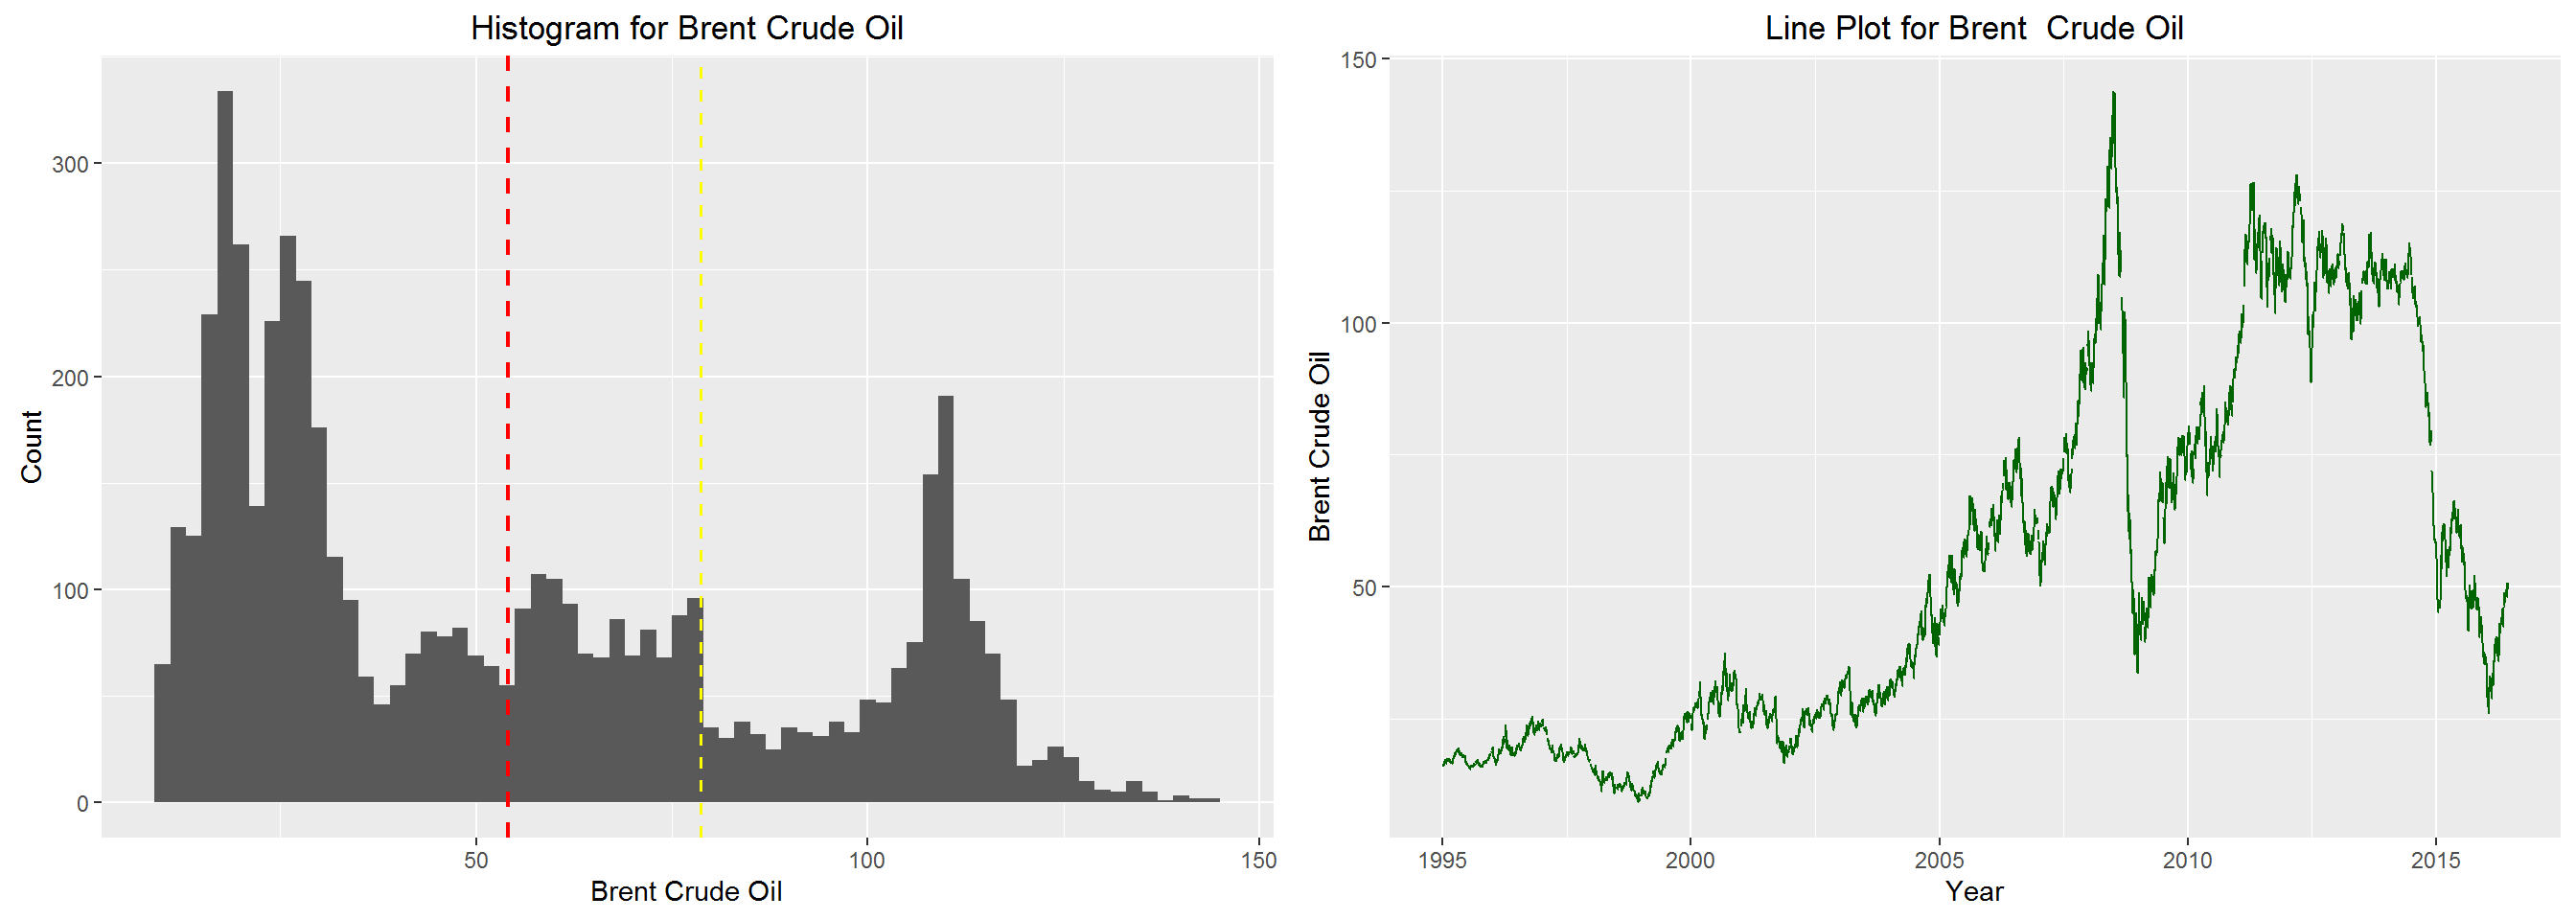 Histogram for Brent Crude Oil
Count
300
200
100
0
50
100
150
Brent Crude Oil
Line Plot for Brent  Crude Oil
Brent Crude Oil
150
100
50
1995
2000
2005
2010
2015
Year